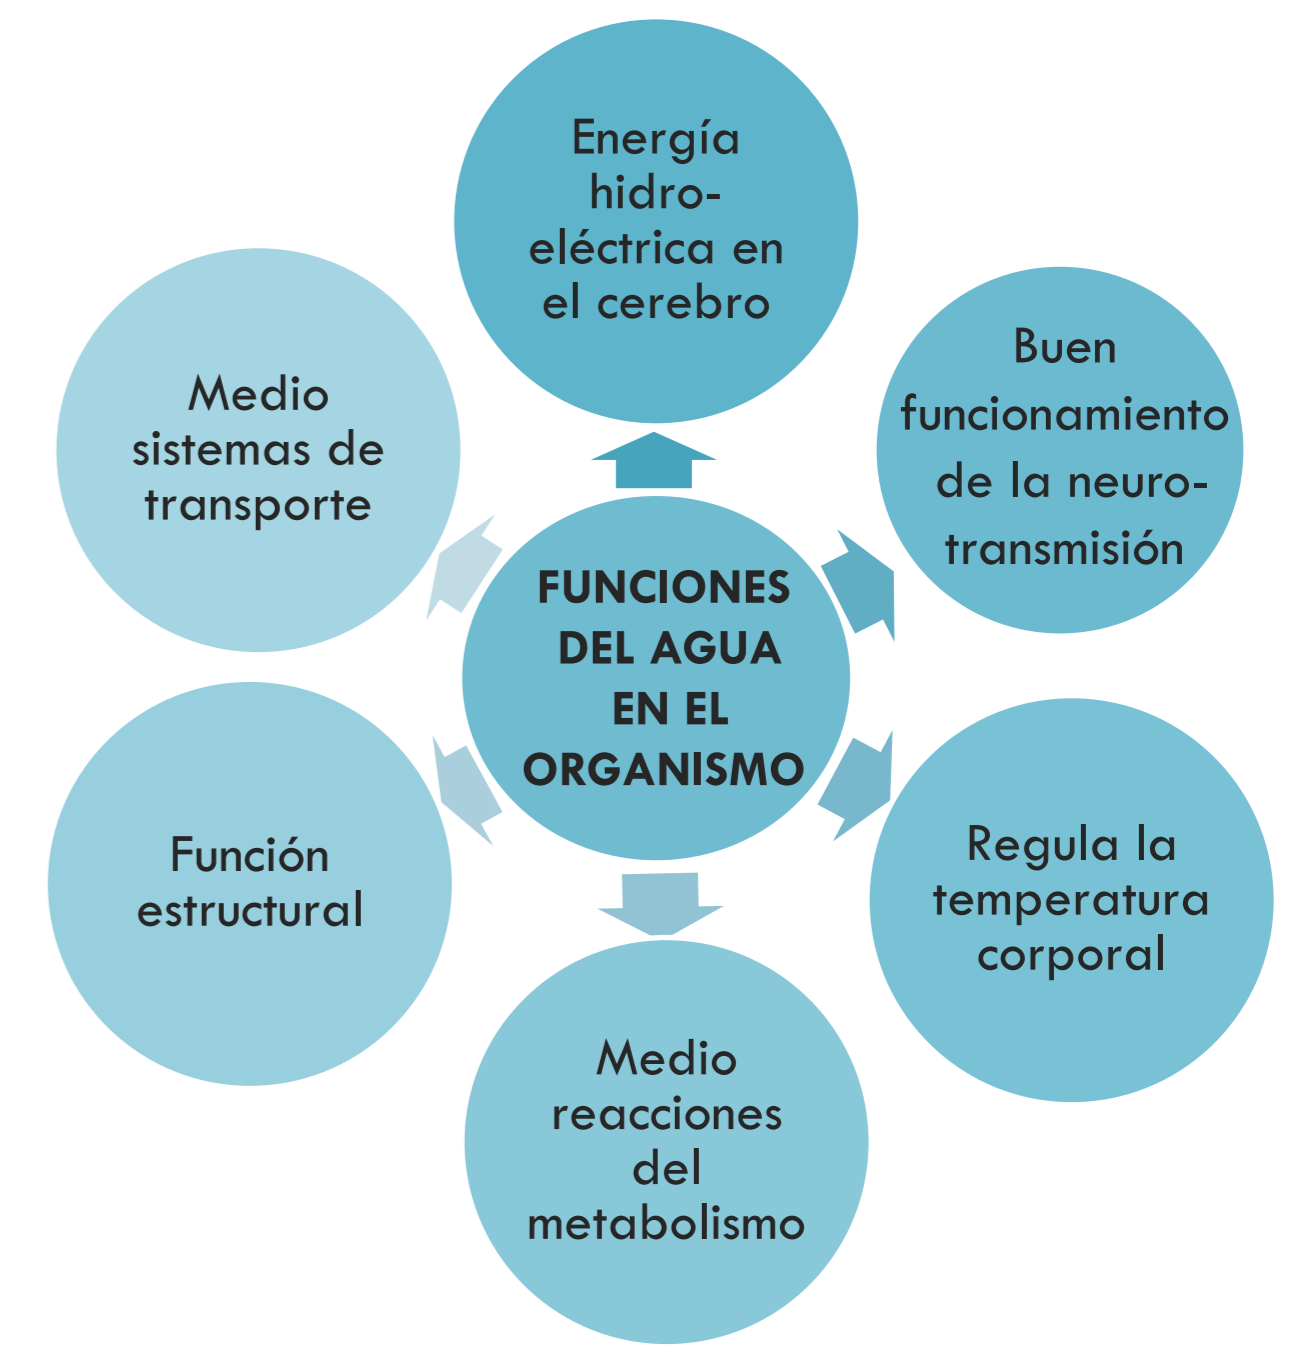 Energía
hidro-
eléctrica en
el cerebro
Buen
funcionamiento
de la neuro-
transmisión
Regula la
temperatura
corporal
Medio
reacciones
del
metabolismo
Función
estructural
Medio
sistemas de
transporte
FUNCIONES
DEL AGUA
EN EL
ORGANISMO